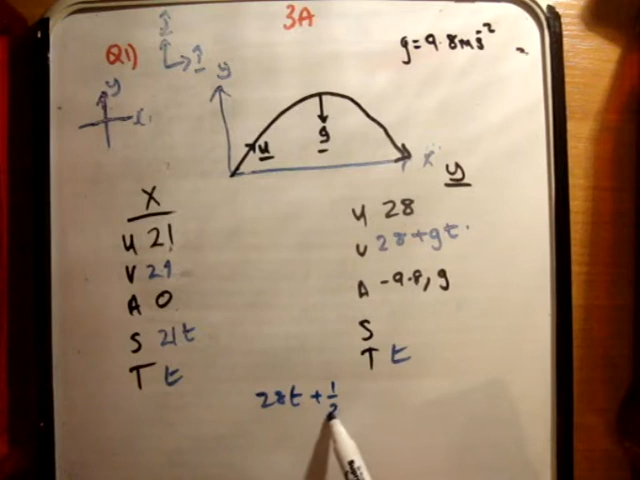 3A
Q1)
ĵ
î
g = 9.8ms⁻²
y
x
y
u
g
x
X
U 21
V 21
A 0
S 21t
T t
y
U 28
V 28+gt
A -9.8, g
S
T t
28t + 1/2